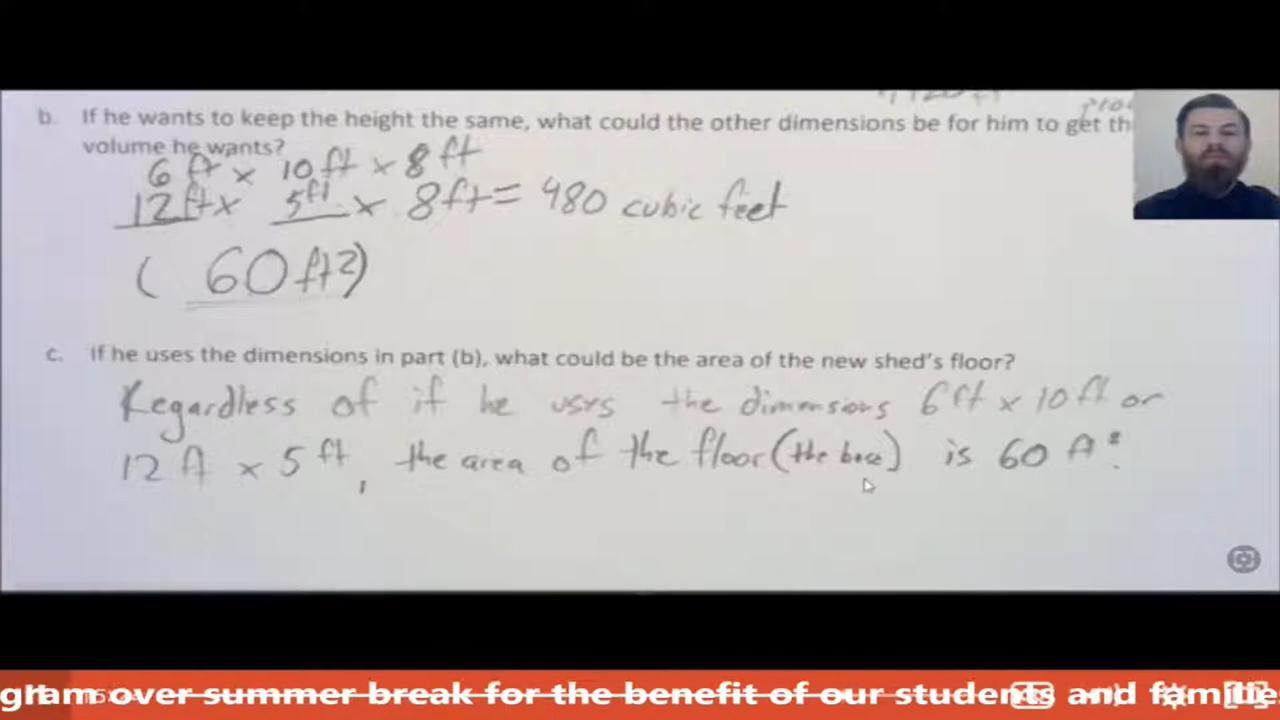 b. If he wants to keep the height the same, what could the other dimensions be for him to get th
volume he wants?
6 ft x 10 ft x 8 ft
12 ft x 5 ft x 8 ft = 480 cubic feet
( 60 ft2)
c. If he uses the dimensions in part (b), what could be the area of the new shed's floor?
Regardless of if he uses the dimensions 6 ft x 10 ft or
12 ft x 5 ft, the area of the floor (the base) is 60 ft².
gram over summer break for the benefit of our students and familie